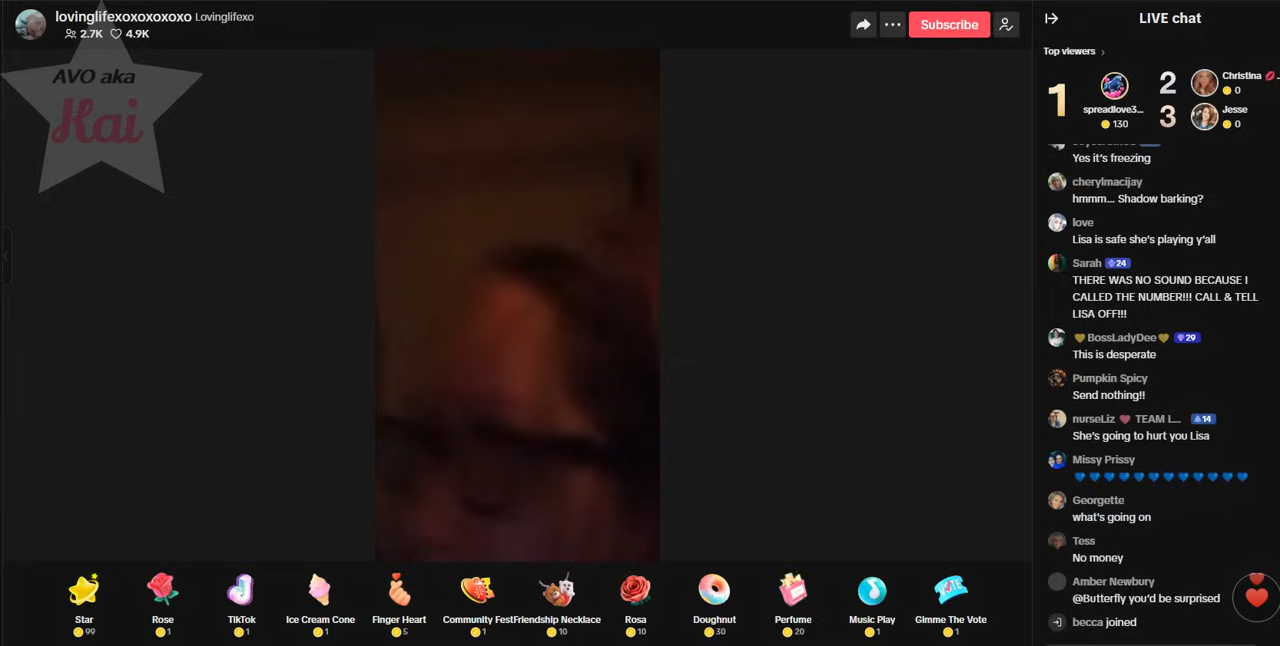 lovinglifexoxoxoxoxo Lovinglifexo
2.7K 4.9K
Subscribe
AVO aka
Kai
LIVE chat
Top viewers
1
spreadlove3...
130
2
Christina
0
3
Jesse
0
Yes it's freezing
cherylmacijay
hmmm... Shadow barking?
love
Lisa is safe she's playing y'all
Sarah 24
THERE WAS NO SOUND BECAUSE I
CALLED THE NUMBER!!! CALL & TELL
LISA OFF!!!
💛BossLadyDee💛 29
This is desperate
Pumpkin Spicy
Send nothing!!
nurseLiz ❤ TEAM L... 14
She's going to hurt you Lisa
Missy Prissy
💙💙💙💙💙💙💙💙💙💙💙💙
Georgette
what's going on
Tess
No money
Amber Newbury
@Butterfly you'd be surprised
becca joined
Star Rose TikTok Ice Cream Cone Finger Heart Community Fest Friendship Necklace Rosa Doughnut Perfume Music Play Gimme The Vote
99 1 1 1 5 1 10 10 30 20 1 1